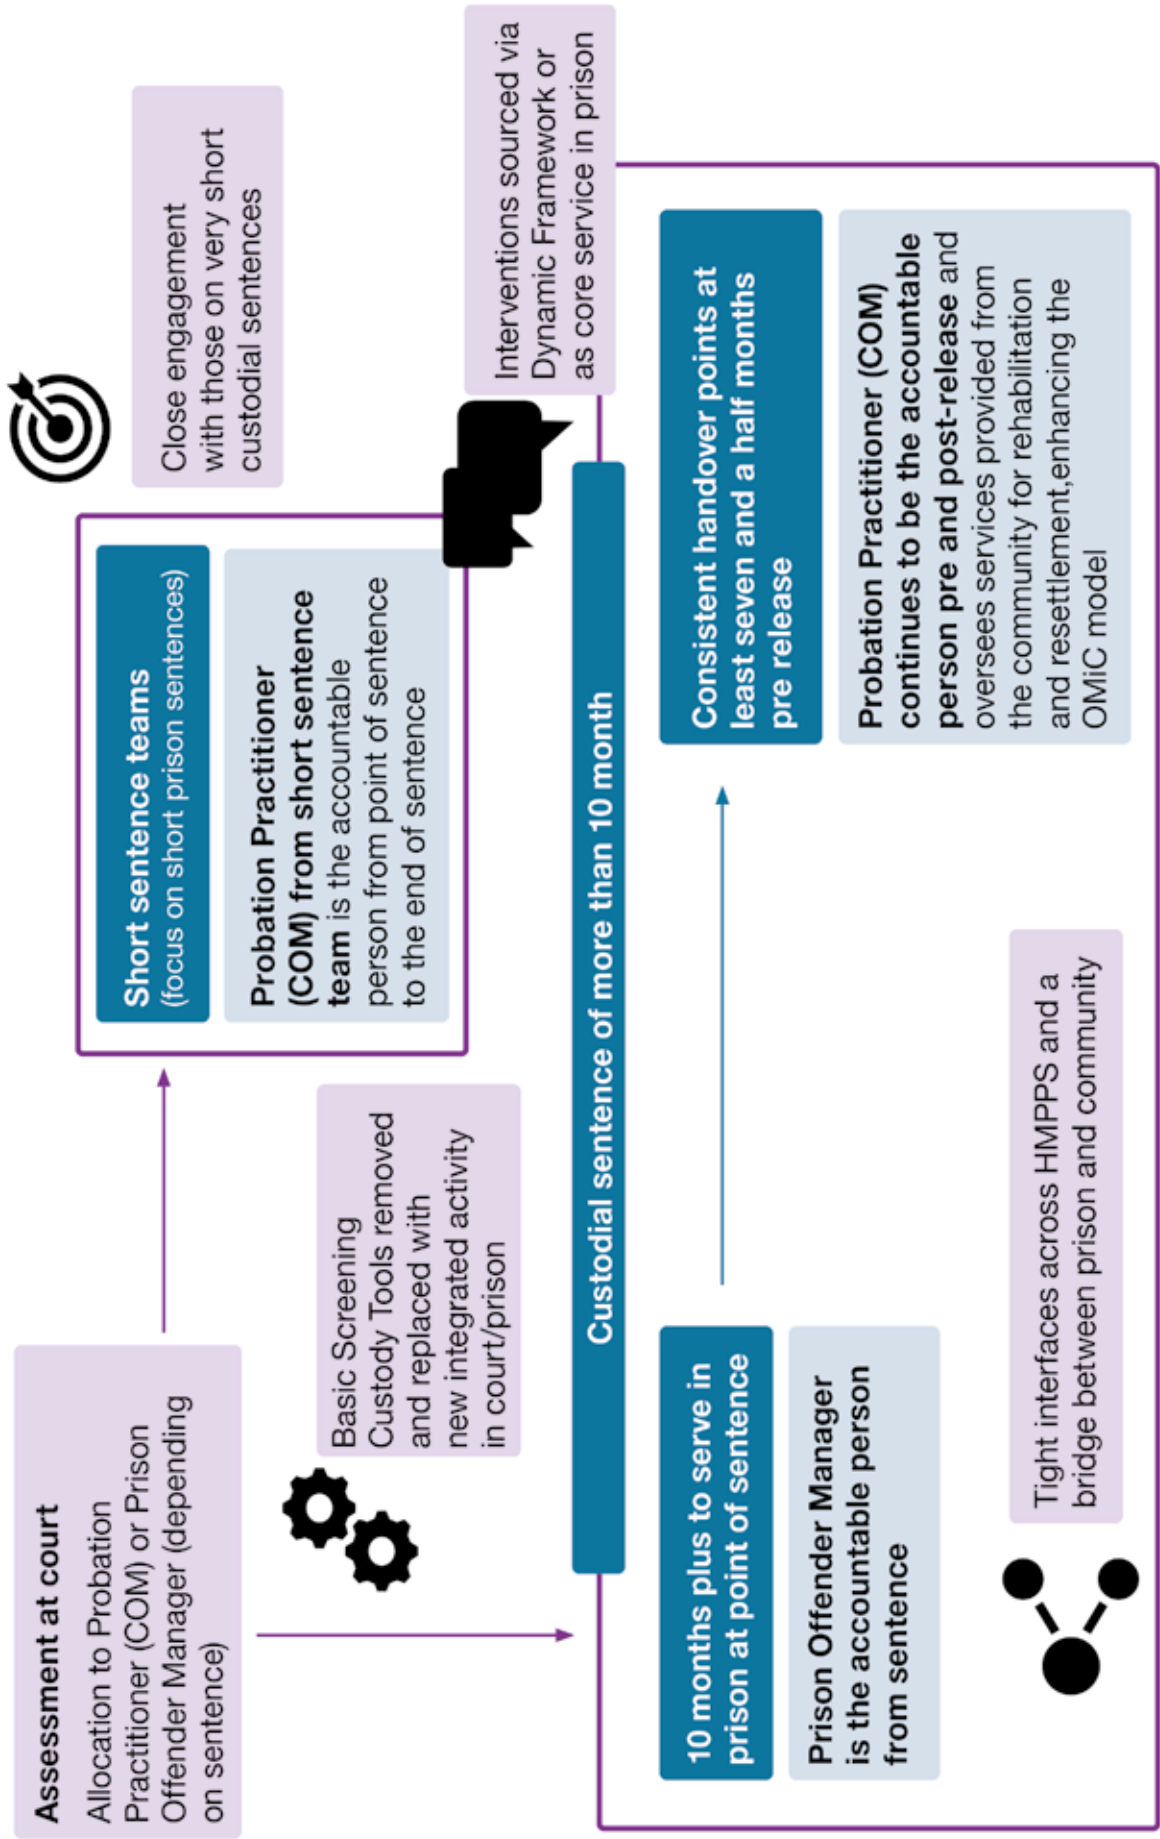 Assessment at court
Allocation to Probation
Practitioner (COM) or Prison
Offender Manager (depending
on sentence)
Short sentence teams
(focus on short prison sentences)
Probation Practitioner
(COM) from short sentence
team is the accountable
person from point of sentence
to the end of sentence
Close engagement
with those on very short
custodial sentences
Basic Screening
Custody Tools removed
and replaced with
new integrated activity
in court/prison
Interventions sourced via
Dynamic Framework or
as core service in prison
Custodial sentence of more than 10 month
10 months plus to serve in
prison at point of sentence
Prison Offender Manager
is the accountable person
from sentence
Consistent handover points at
least seven and a half months
pre release
Probation Practitioner (COM)
continues to be the accountable
person pre and post-release and
oversees services provided from
the community for rehabilitation
and resettlement,enhancing the
OMiC model
Tight interfaces across HMPPS and a
bridge between prison and community